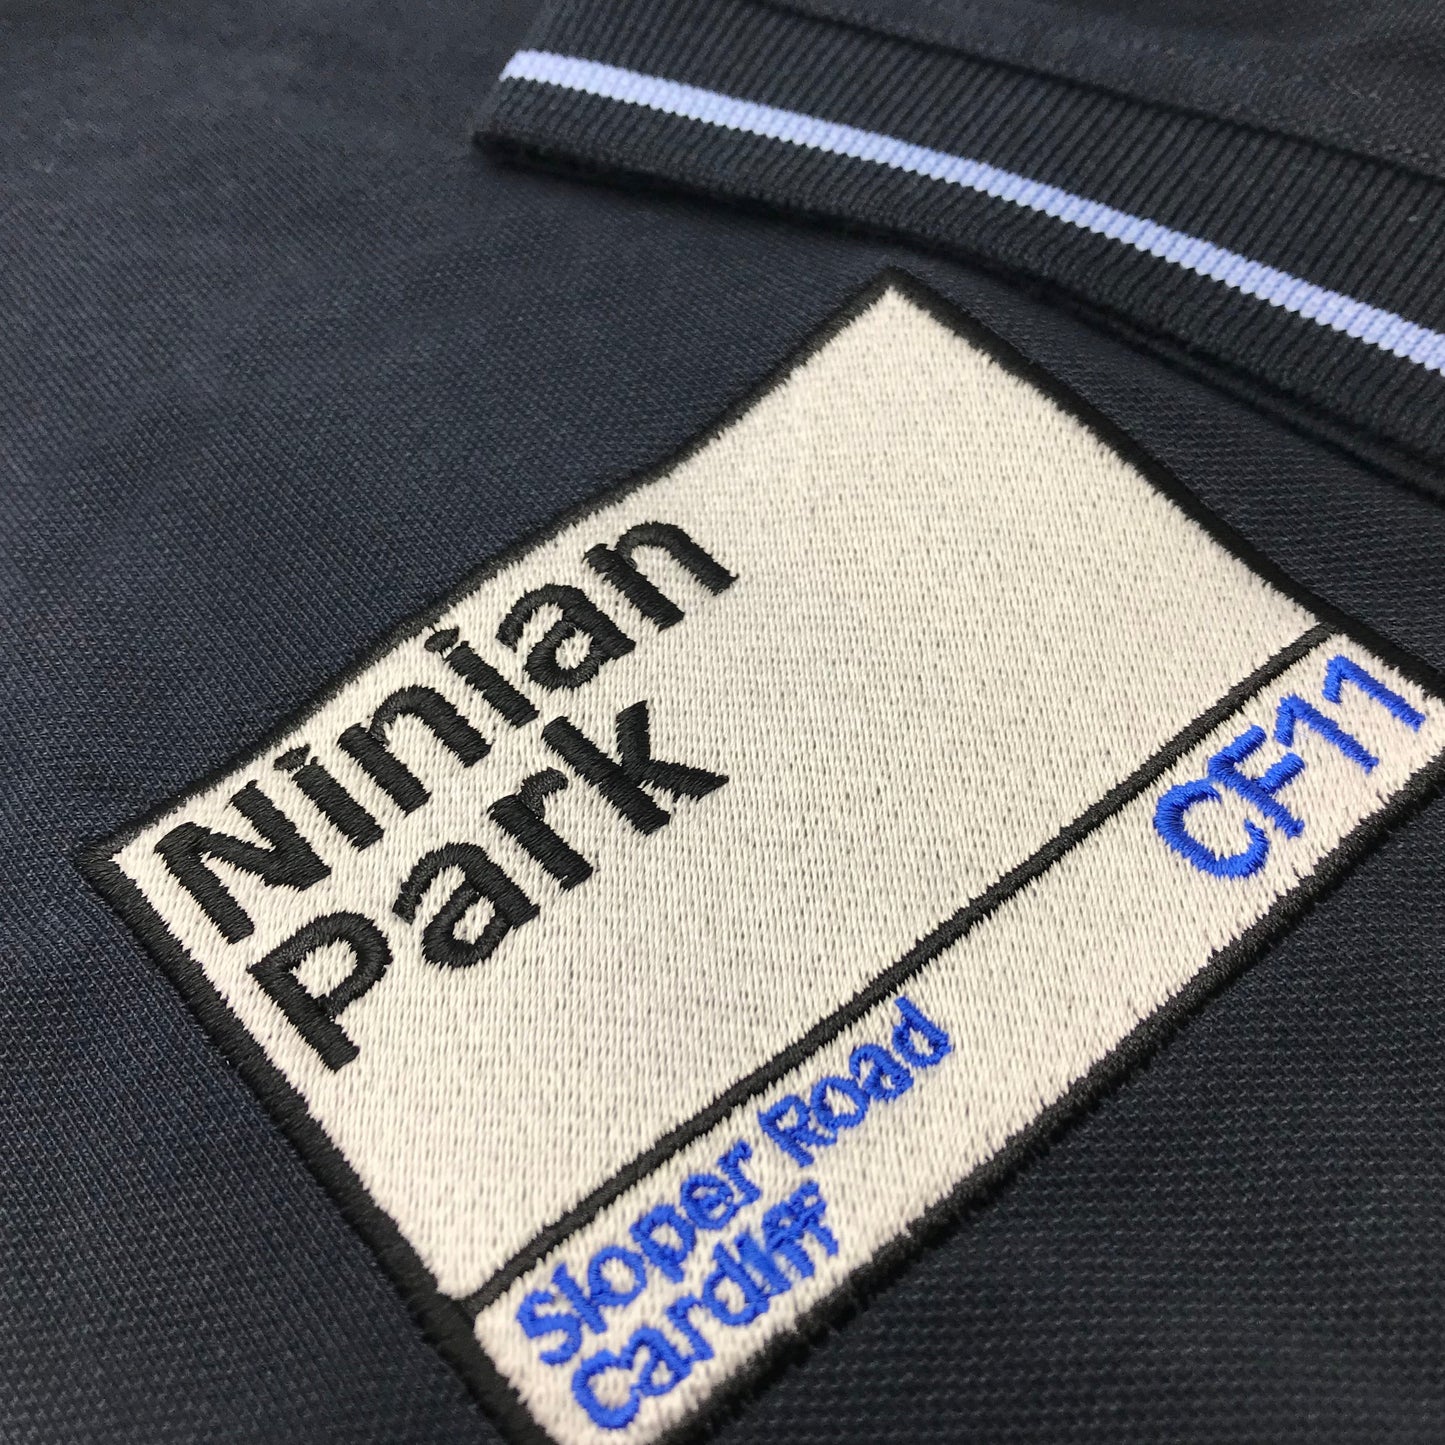 Ninian
Park
Sloper Road
Cardiff
CF11